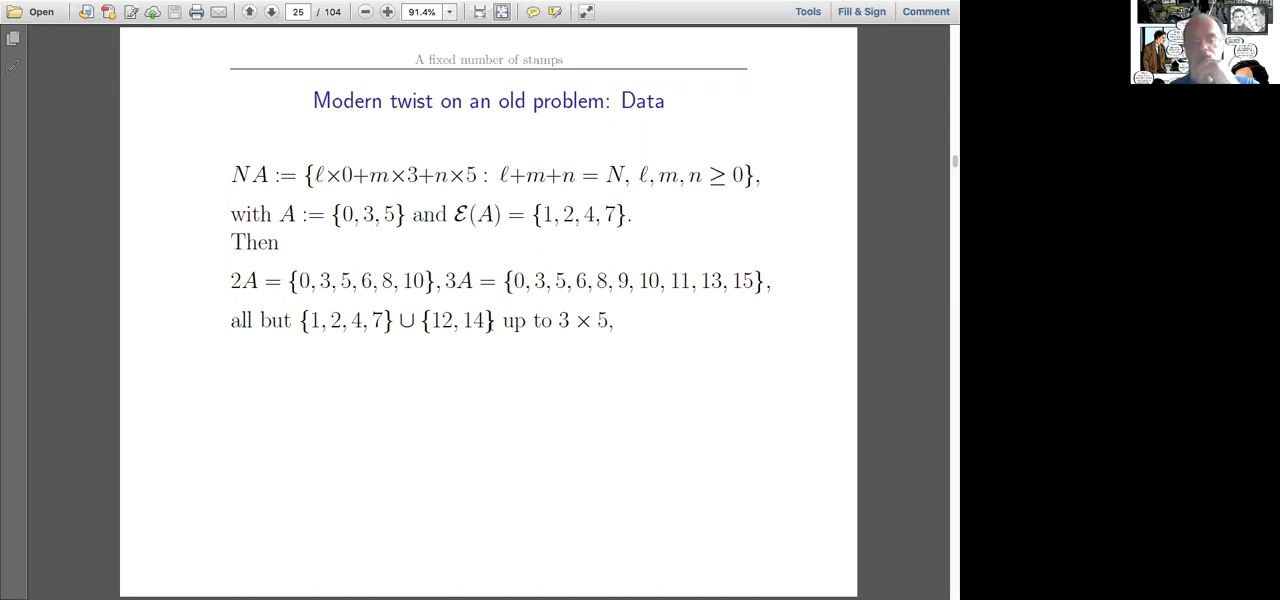 Open 25 / 104 91.4% Tools Fill & Sign Comment
A fixed number of stamps
Modern twist on an old problem: Data
NA := {ℓ×0+m×3+n×5 : ℓ+m+n = N, ℓ, m, n ≥ 0},
with A := {0, 3, 5} and ℰ(A) = {1, 2, 4, 7}.
Then
2A = {0, 3, 5, 6, 8, 10}, 3A = {0, 3, 5, 6, 8, 9, 10, 11, 13, 15},
all but {1, 2, 4, 7} ∪ {12, 14} up to 3 × 5,